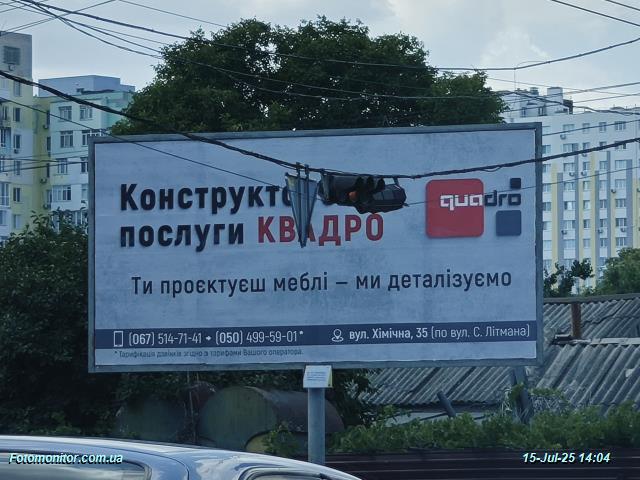 послуги КВАДРО
quadro
Ти проєктуєш меблі – ми деталізуємо
(067) 514-71-41 • (050) 499-59-01*
вул. Хімічна, 35 (по вул. С. Літмана)
* Тарифікація дзвінків згідно з тарифами Вашого оператора.
Fotomonitor.com.ua
15-Jul-25 14:04